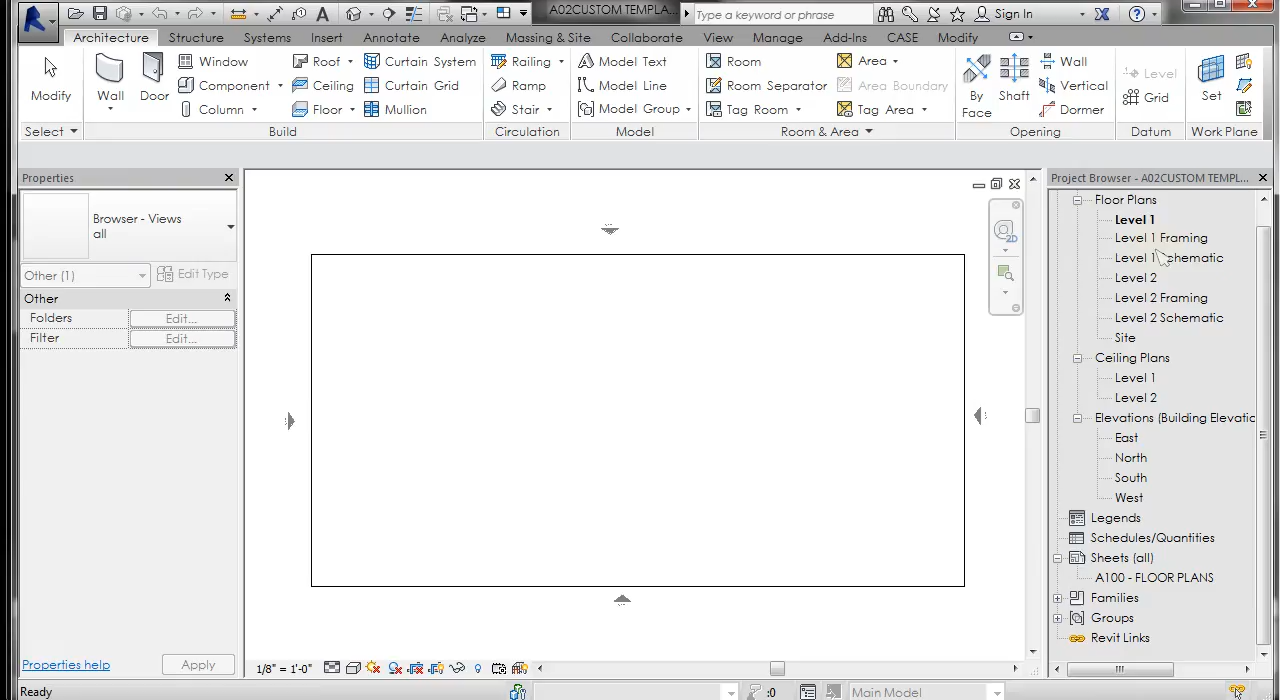 A02CUSTOM TEMPLA...
Type a keyword or phrase
Sign In
Architecture Structure Systems Insert Annotate Analyze Massing & Site Collaborate View Manage Add-Ins CASE Modify
Modify
Wall
Door
Window
Component
Column
Roof
Ceiling
Floor
Curtain System
Curtain Grid
Mullion
Railing
Ramp
Stair
Model Text
Model Line
Model Group
Room
Room Separator
Tag Room
Area
Area Boundary
Tag Area
By
Face
Shaft
Wall
Vertical
Dormer
Level
Grid
Set
Select
Build
Circulation
Model
Room & Area
Opening
Datum
Work Plane
Properties
Browser - Views
all
Other (1)
Edit Type
Other
Folders Edit...
Filter Edit...
Properties help
Apply
2D
1/8" = 1'-0"
Project Browser - A02CUSTOM TEMPL...
Floor Plans
Level 1
Level 1 Framing
Level 1 Schematic
Level 2
Level 2 Framing
Level 2 Schematic
Site
Ceiling Plans
Level 1
Level 2
Elevations (Building Elevatio
East
North
South
West
Legends
Schedules/Quantities
Sheets (all)
A100 - FLOOR PLANS
Families
Groups
Revit Links
Ready
:0
Main Model